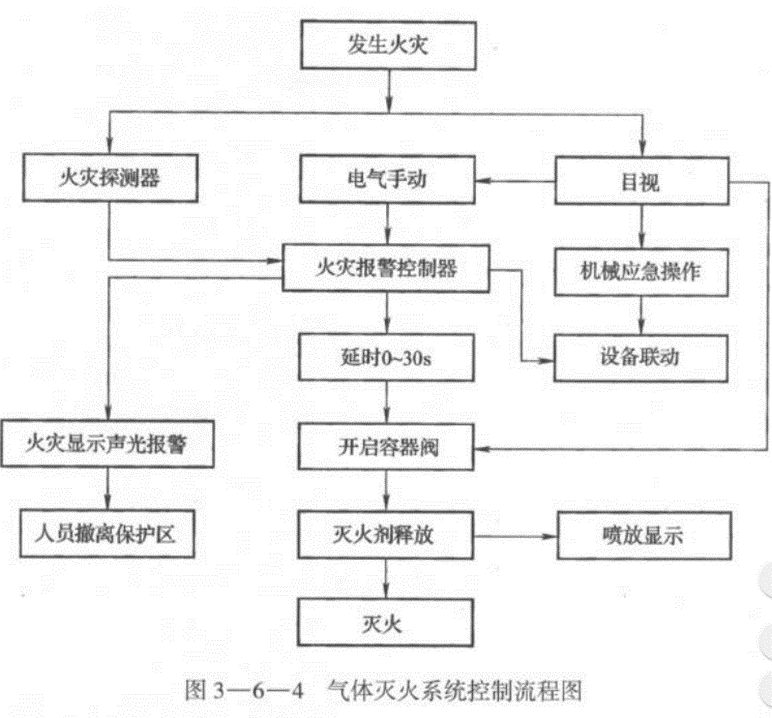 发生火灾
火灾探测器
电气手动
目视
火灾报警控制器
机械应急操作
延时0~30s
设备联动
火灾显示声光报警
开启容器阀
人员撤离保护区
灭火剂释放
喷放显示
灭火
图3—6—4 气体灭火系统控制流程图